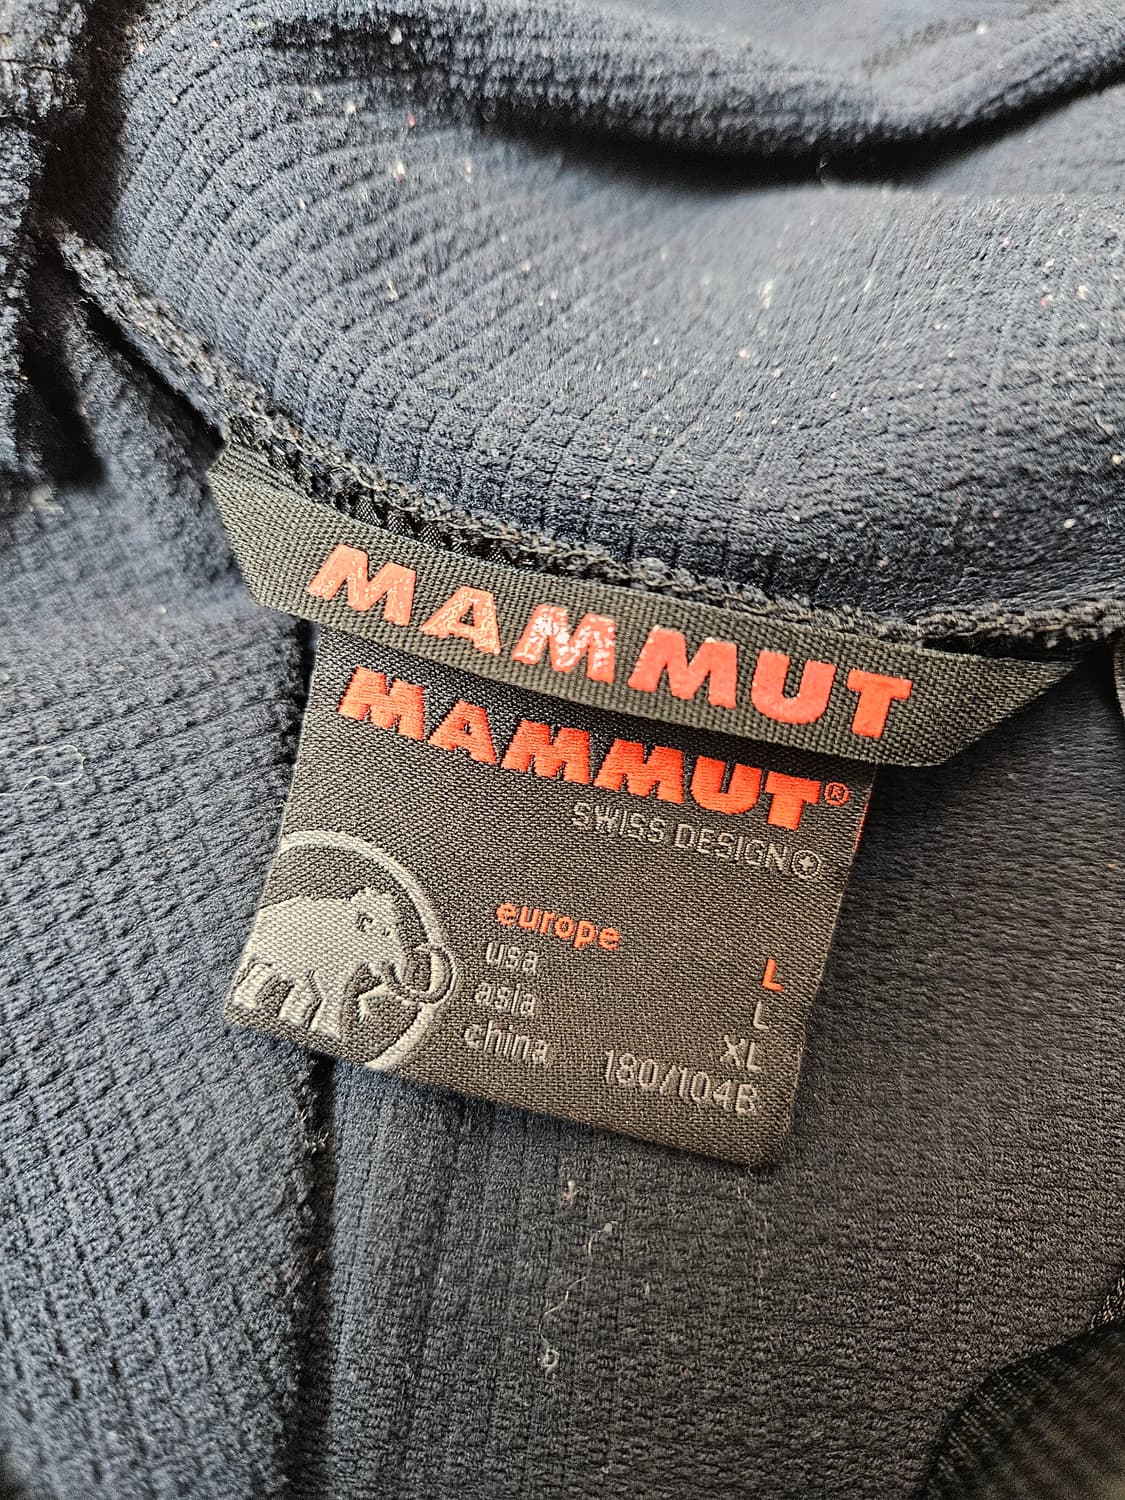 MAMMUT
MAMMUT®
SWISS DESIGN
europe L
usa L
asia XL
china 180/104B